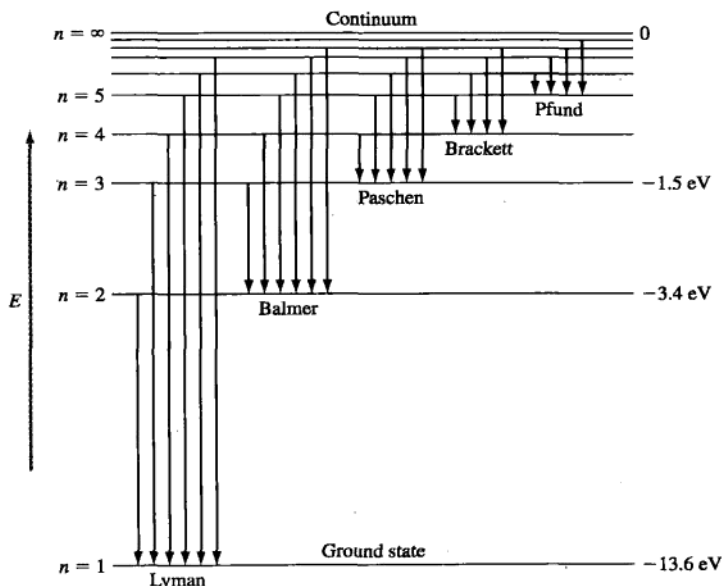 Continuum
n = ∞
0
n = 5
Pfund
n = 4
Brackett
n = 3
−1.5 eV
Paschen
n = 2
−3.4 eV
E
Balmer
Ground state
n = 1
−13.6 eV
Lyman